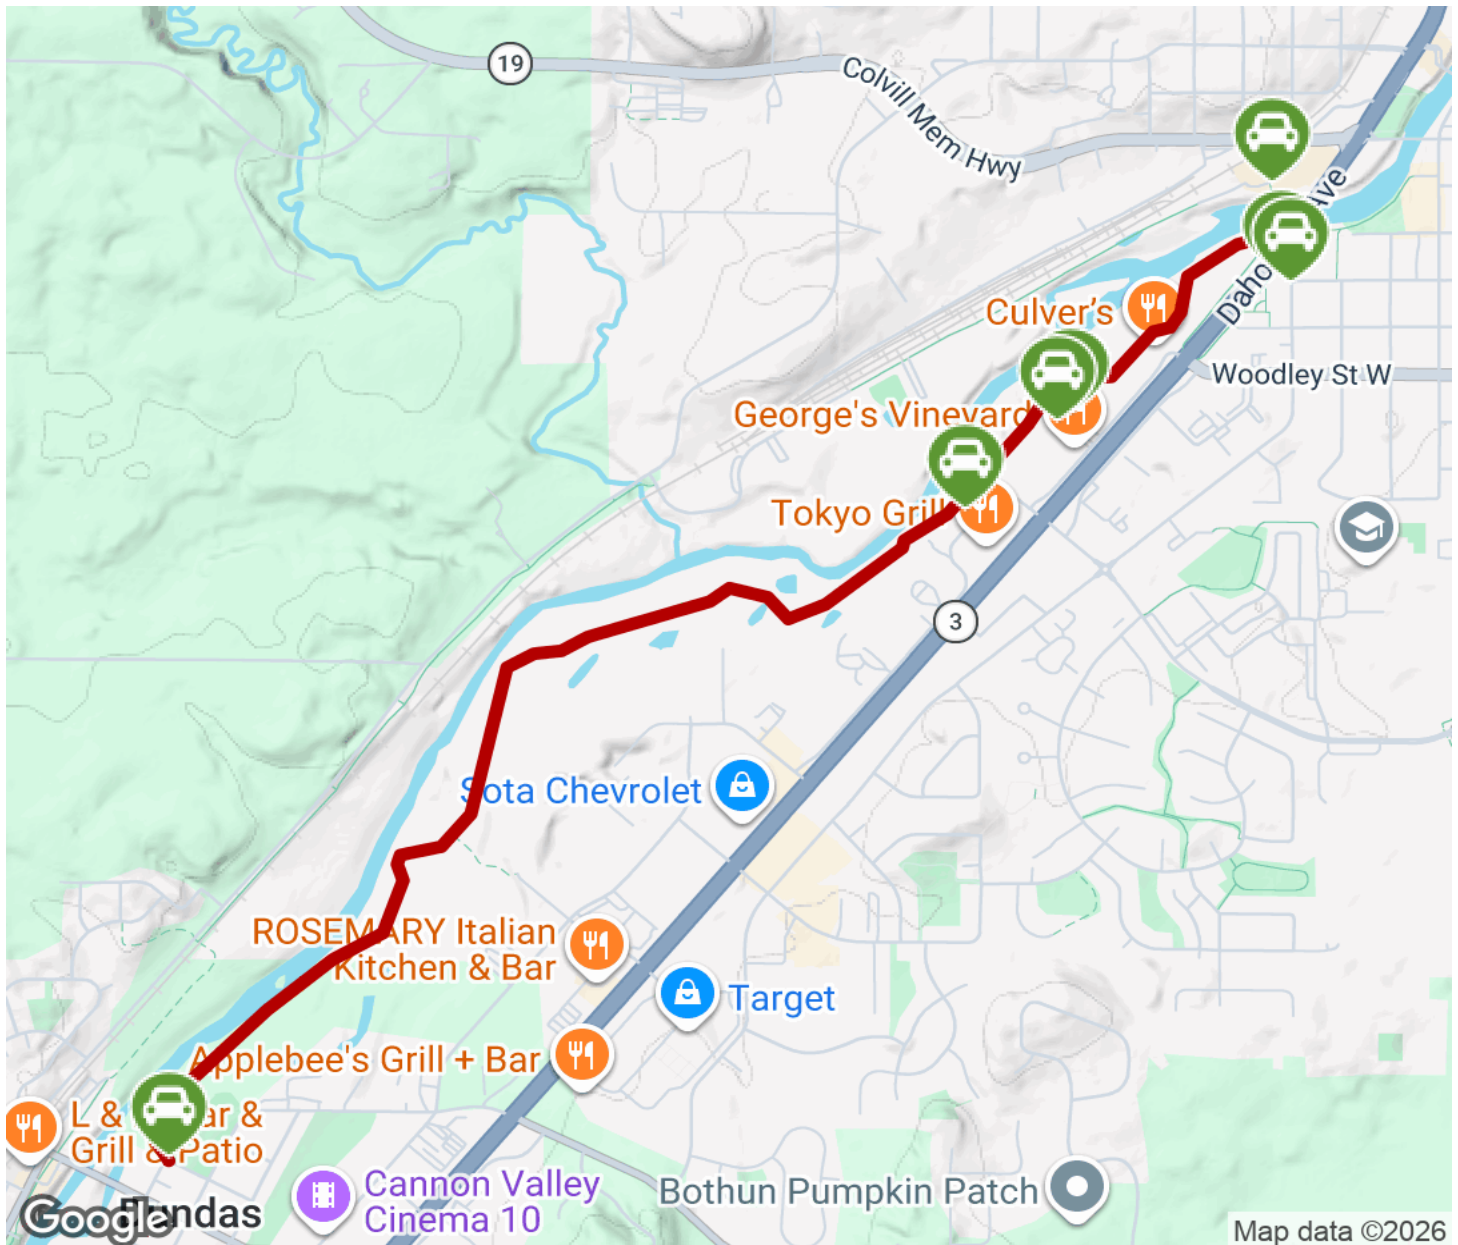 19
Colvill Mem Hwy
Ave
Culver's
Woodley St W
George's Vineyard
Tokyo Grill
3
Sota Chevrolet
ROSEMARY Italian
Kitchen & Bar
Target
Applebee's Grill + Bar
L & ar &
Grill & Patio
Cannon Valley
Cinema 10
Bothun Pumpkin Patch
Google
Dundas
Map data ©2026